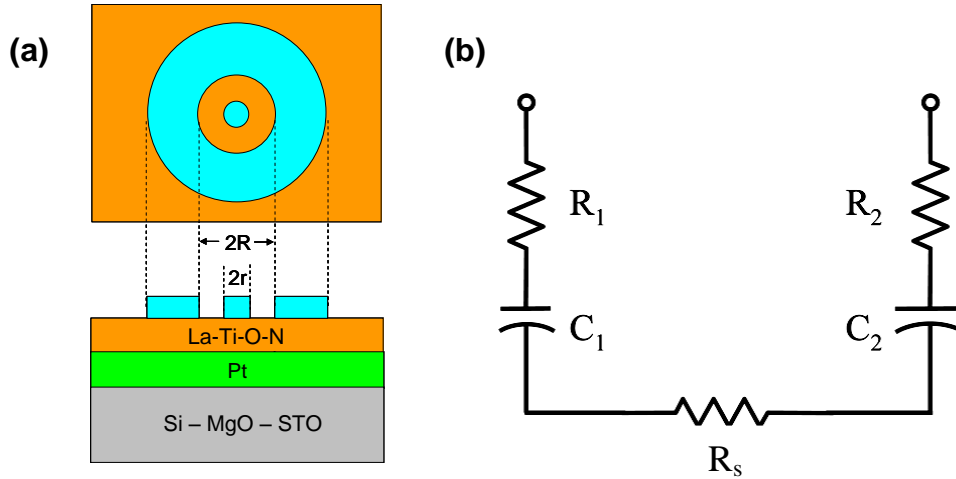 (a)
2R
2r
La-Ti-O-N
Pt
Si – MgO – STO
(b)
R₁
R₂
C₁
C₂
Rₛ